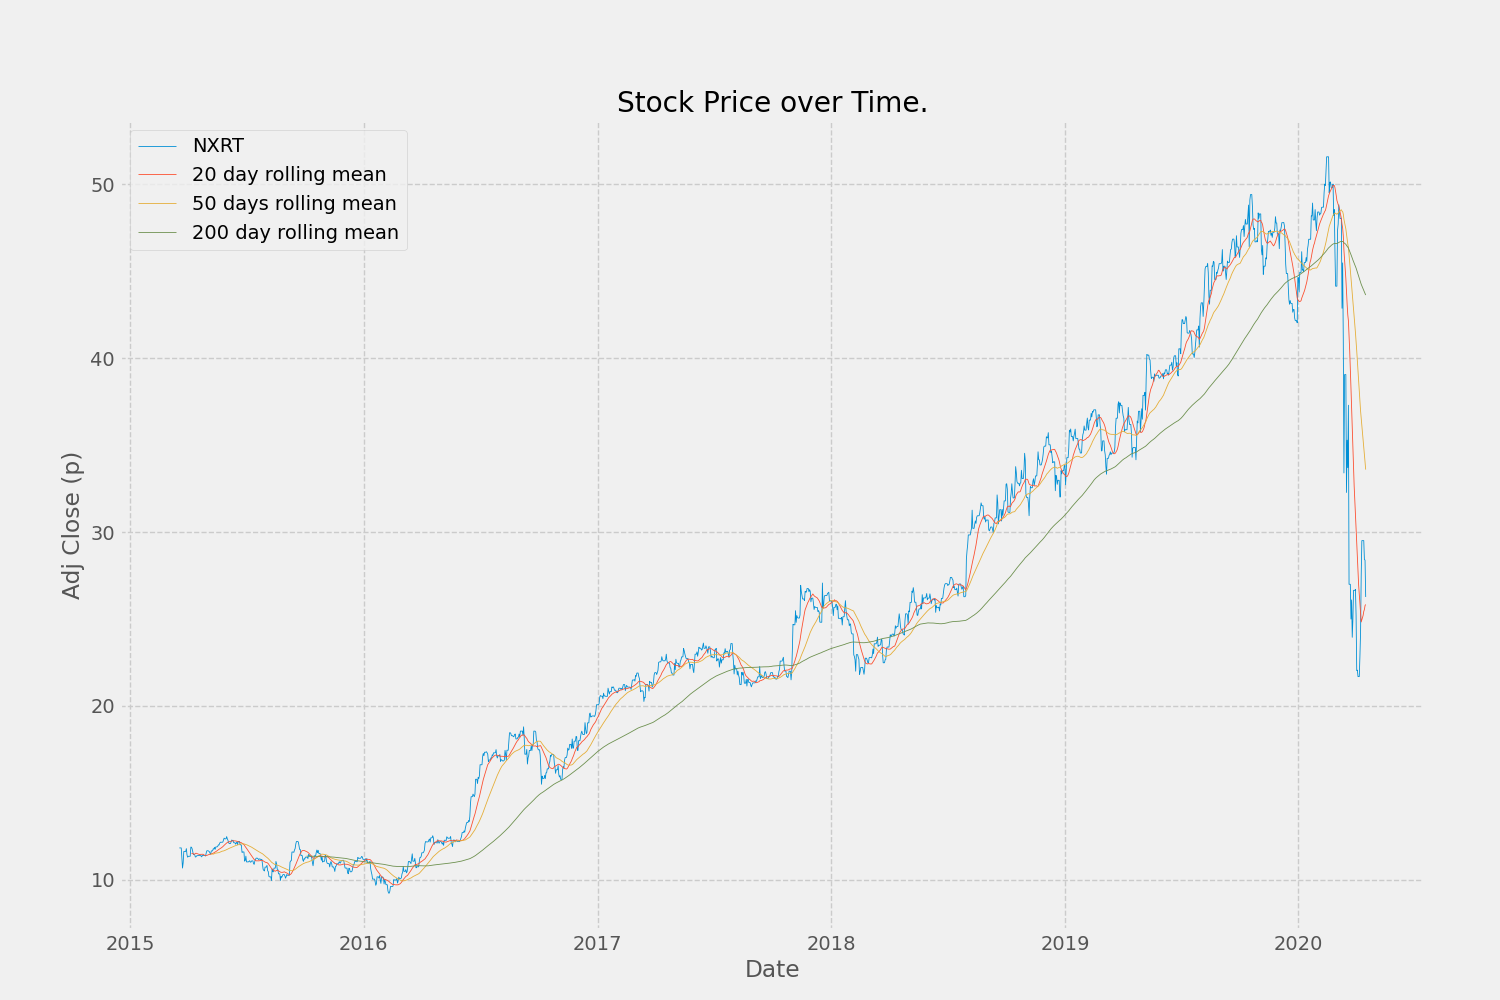 Stock Price over Time.
NXRT
20 day rolling mean
50 days rolling mean
200 day rolling mean
Adj Close (p)
50
40
30
20
10
2015 2016 2017 2018 2019 2020
Date